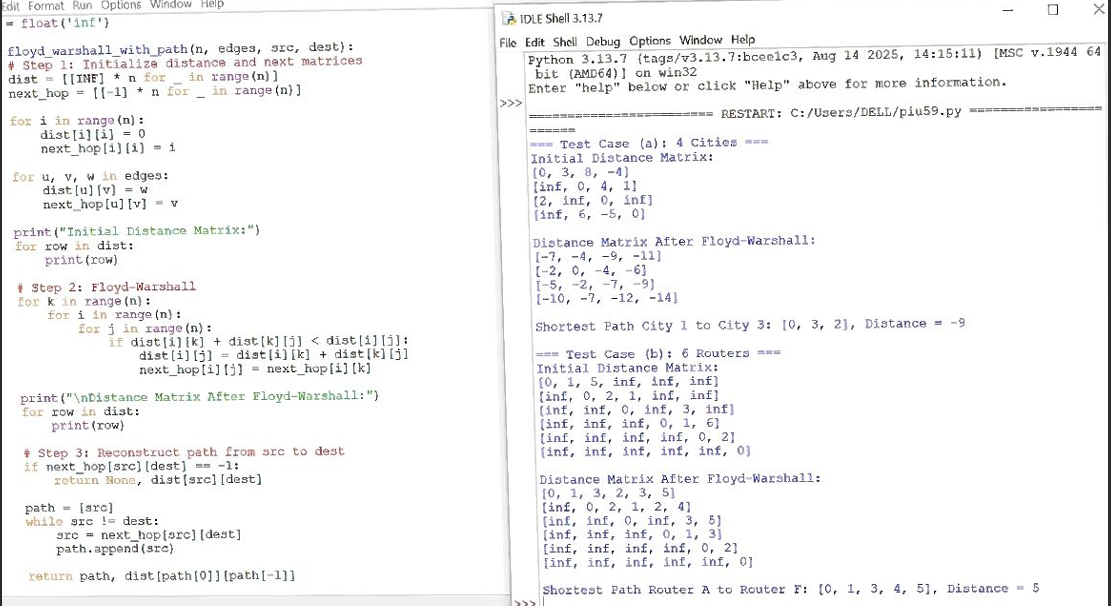 Edit Format Run Options Window Help
= float('inf')
floyd_warshall_with_path(n, edges, src, dest):
# Step 1: Initialize distance and next matrices
dist = [[INF] * n for _ in range(n)]
next_hop = [[-1] * n for _ in range(n)]
for i in range(n):
dist[i][i] = 0
next_hop[i][i] = i
for u, v, w in edges:
dist[u][v] = w
next_hop[u][v] = v
print("Initial Distance Matrix:")
for row in dist:
print(row)
# Step 2: Floyd-Warshall
for k in range(n):
for i in range(n):
for j in range(n):
if dist[i][k] + dist[k][j] < dist[i][j]:
dist[i][j] = dist[i][k] + dist[k][j]
next_hop[i][j] = next_hop[i][k]
print("\nDistance Matrix After Floyd-Warshall:")
for row in dist:
print(row)
# Step 3: Reconstruct path from src to dest
if next_hop[src][dest] == -1:
return None, dist[src][dest]
path = [src]
while src != dest:
src = next_hop[src][dest]
path.append(src)
return path, dist[path[0]][path[-1]]
IDLE Shell 3.13.7
File Edit Shell Debug Options Window Help
Python 3.13.7 (tags/v3.13.7:bcee1c3, Aug 14 2025, 14:15:11) [MSC v.1944 64
bit (AMD64)] on win32
Enter "help" below or click "Help" above for more information.
>>>
======================= RESTART: C:/Users/DELL/piu59.py =================
======
=== Test Case (a): 4 Cities ===
Initial Distance Matrix:
[0, 3, 8, -4]
[inf, 0, 4, 1]
[2, inf, 0, inf]
[inf, 6, -5, 0]
Distance Matrix After Floyd-Warshall:
[-7, -4, -9, -11]
[-2, 0, -4, -6]
[-5, -2, -7, -9]
[-10, -7, -12, -14]
Shortest Path City 1 to City 3: [0, 3, 2], Distance = -9
=== Test Case (b): 6 Routers ===
Initial Distance Matrix:
[0, 1, 5, inf, inf, inf]
[inf, 0, 2, 1, inf, inf]
[inf, inf, 0, inf, 3, inf]
[inf, inf, inf, 0, 1, 6]
[inf, inf, inf, inf, 0, 2]
[inf, inf, inf, inf, inf, 0]
Distance Matrix After Floyd-Warshall:
[0, 1, 3, 2, 3, 5]
[inf, 0, 2, 1, 2, 4]
[inf, inf, 0, inf, 3, 5]
[inf, inf, inf, 0, 1, 3]
[inf, inf, inf, inf, 0, 2]
[inf, inf, inf, inf, inf, 0]
Shortest Path Router A to Router F: [0, 1, 3, 4, 5], Distance = 5
>>>